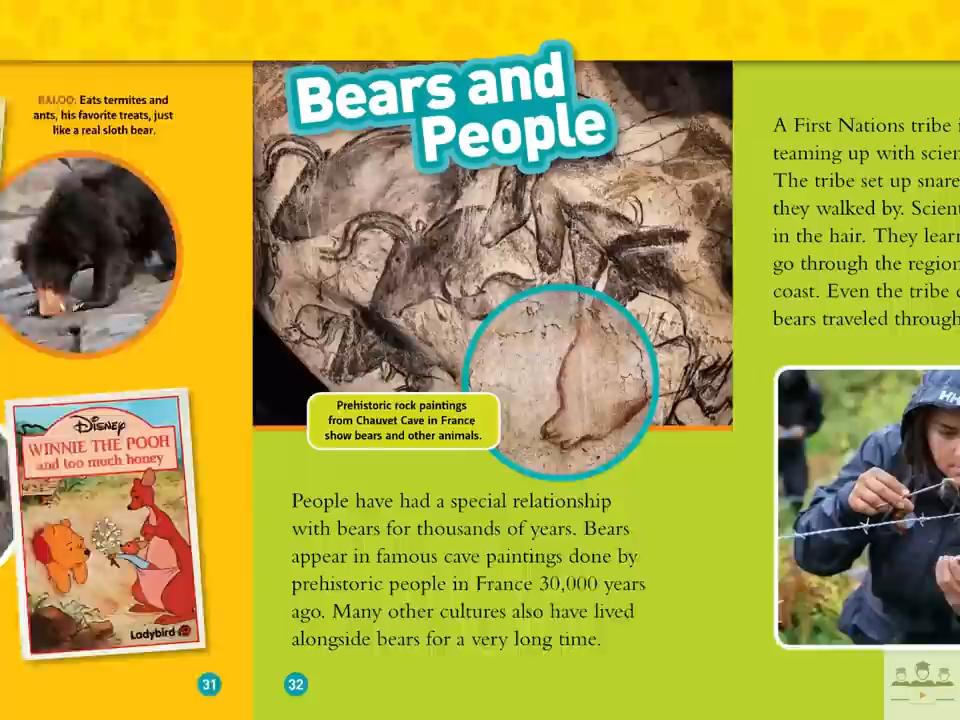 BALOO: Eats termites and
ants, his favorite treats, just
like a real sloth bear.
Disney
WINNIE THE POOH
and too much honey
Ladybird
31
Bears and
People
Prehistoric rock paintings
from Chauvet Cave in France
show bears and other animals.
People have had a special relationship
with bears for thousands of years. Bears
appear in famous cave paintings done by
prehistoric people in France 30,000 years
ago. Many other cultures also have lived
alongside bears for a very long time.
32
A First Nations tribe
teaming up with
The tribe set up
they walked by.
in the hair. They
go through the region
coast. Even the tribe
bears traveled through
HH